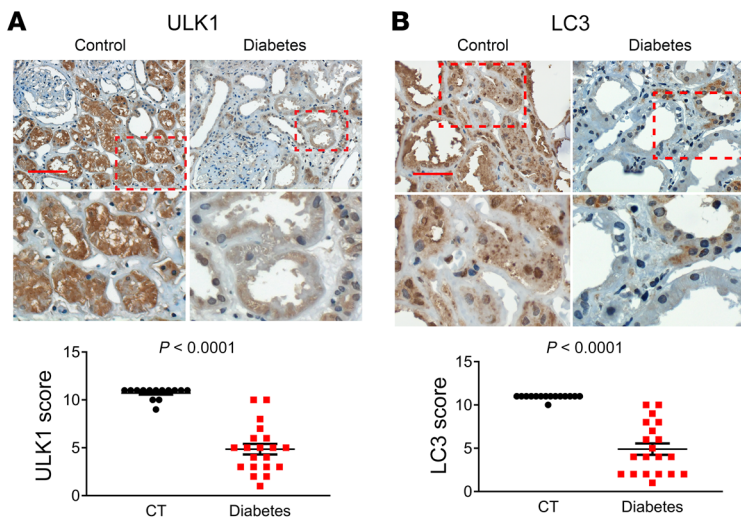 A
ULK1
Control
Diabetes
P < 0.0001
15
10
5
0
ULK1 score
CT
Diabetes
B
LC3
Control
Diabetes
P < 0.0001
15
10
5
0
LC3 score
CT
Diabetes